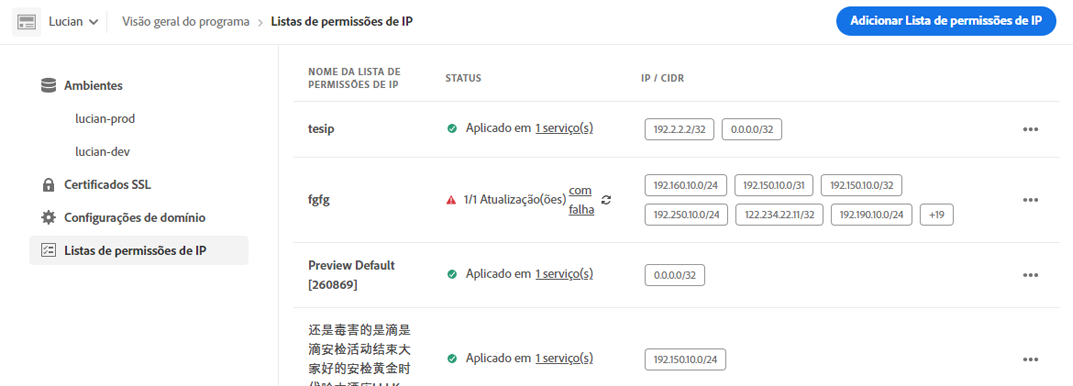 Lucian
Visão geral do programa
Listas de permissões de IP
Adicionar Lista de permissões de IP
Ambientes
lucian-prod
lucian-dev
Certificados SSL
Configurações de domínio
Listas de permissões de IP
NOME DA LISTA DE
PERMISSÕES DE IP
STATUS
IP / CIDR
tesip
Aplicado em 1 serviço(s)
192.2.2.2/32
0.0.0.0/32
fgfg
1/1 Atualização(ões) com
falha
192.160.10.0/24
192.150.10.0/31
192.150.10.0/32
192.250.10.0/24
122.234.22.11/32
192.190.10.0/24
+19
Preview Default
[260869]
Aplicado em 1 serviço(s)
0.0.0.0/32
还是毒害的是滴是
滴安检活动结束大
家好的安检黄金时
Aplicado em 1 serviço(s)
192.150.10.0/24